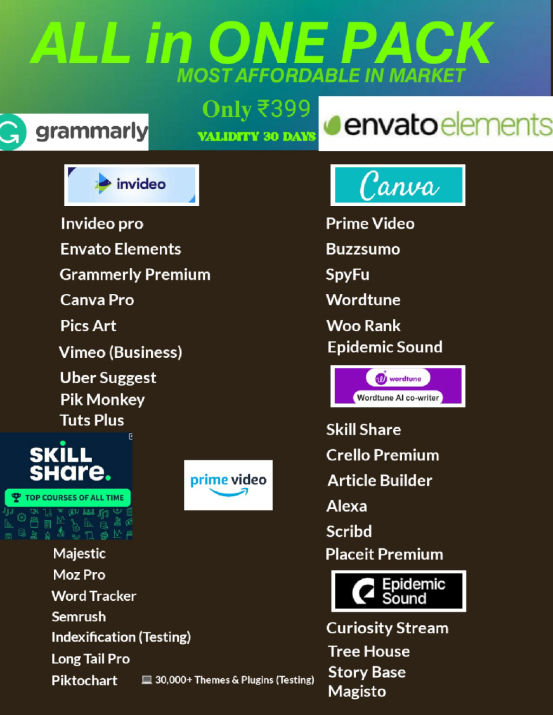 ALL in ONE PACK
MOST AFFORDABLE IN MARKET
Only ₹399
VALIDITY 30 DAYS
grammarly
envato elements
invideo
Invideo pro
Envato Elements
Grammerly Premium
Canva Pro
Pics Art
Vimeo (Business)
Uber Suggest
Pik Monkey
Tuts Plus
SKILL
SHare.
TOP COURSES OF ALL TIME
prime video
Majestic
Moz Pro
Word Tracker
Semrush
Indexification (Testing)
Long Tail Pro
Piktochart
30,000+ Themes & Plugins (Testing)
Canva
Prime Video
Buzzsumo
SpyFu
Wordtune
Woo Rank
Epidemic Sound
wordtune
Wordtune AI co-writer
Skill Share
Crello Premium
Article Builder
Alexa
Scribd
Placeit Premium
Epidemic
Sound
Curiosity Stream
Tree House
Story Base
Magisto